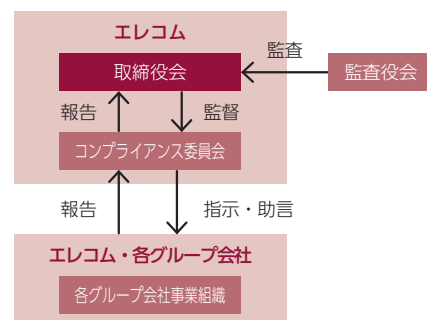 エレコム
監査
取締役会
監査役会
報告
監督
コンプライアンス委員会
報告
指示・助言
エレコム・各グループ会社
各グループ会社事業組織